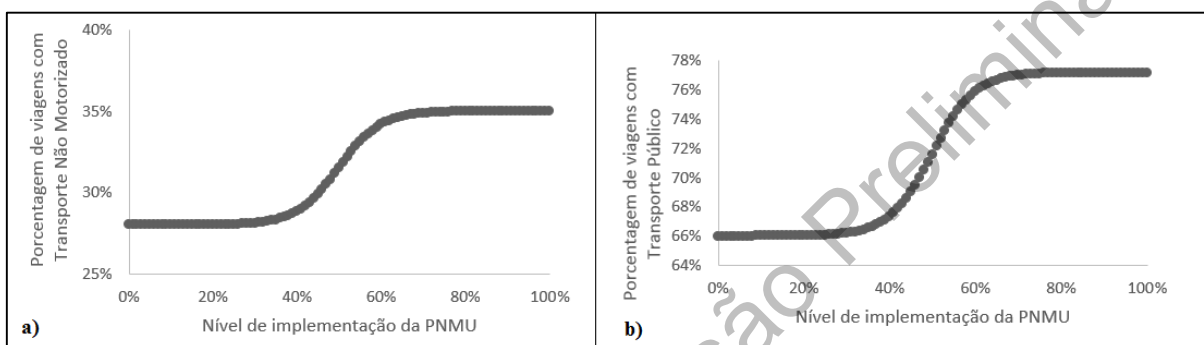 Porcentagem de viagens com
Transporte Não Motorizado
40%
35%
30%
25%
0%
20%
40%
60%
80%
100%
Nível de implementação da PNMU
a)
Porcentagem de viagens com
Transporte Público
78%
76%
74%
72%
70%
68%
66%
64%
0%
20%
40%
60%
80%
100%
Nível de implementação da PNMU
b)
são Prelimina